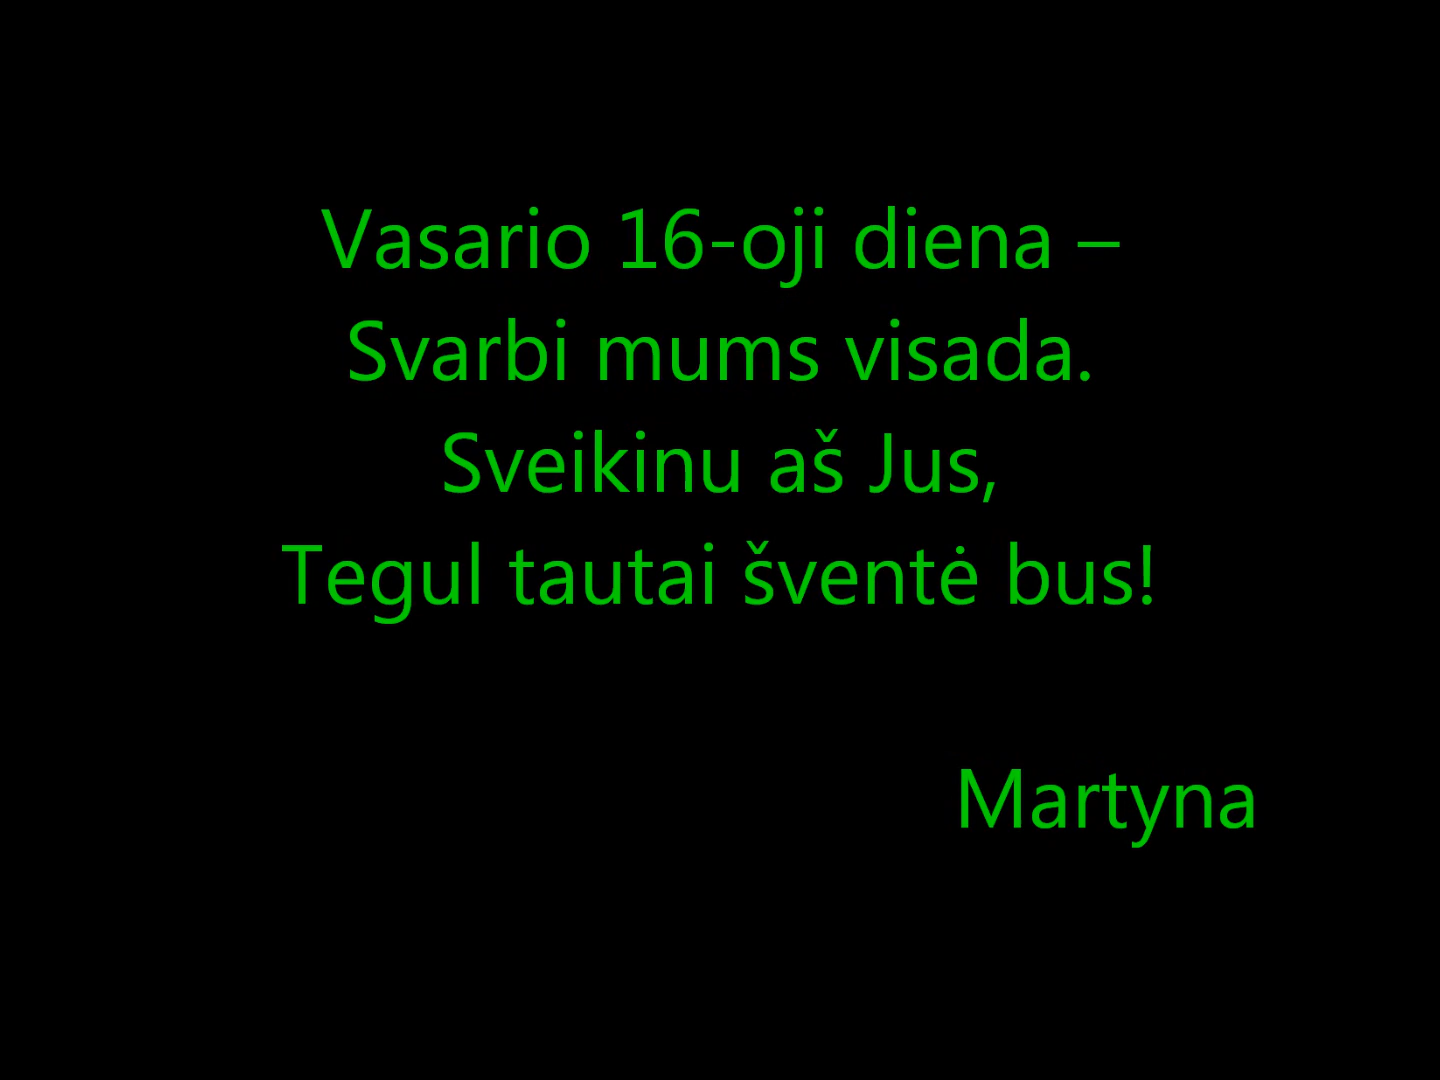 Vasario 16-oji diena –
Svarbi mums visada.
Sveikinu aš Jus,
Tegul tautai šventė bus!
Martyna